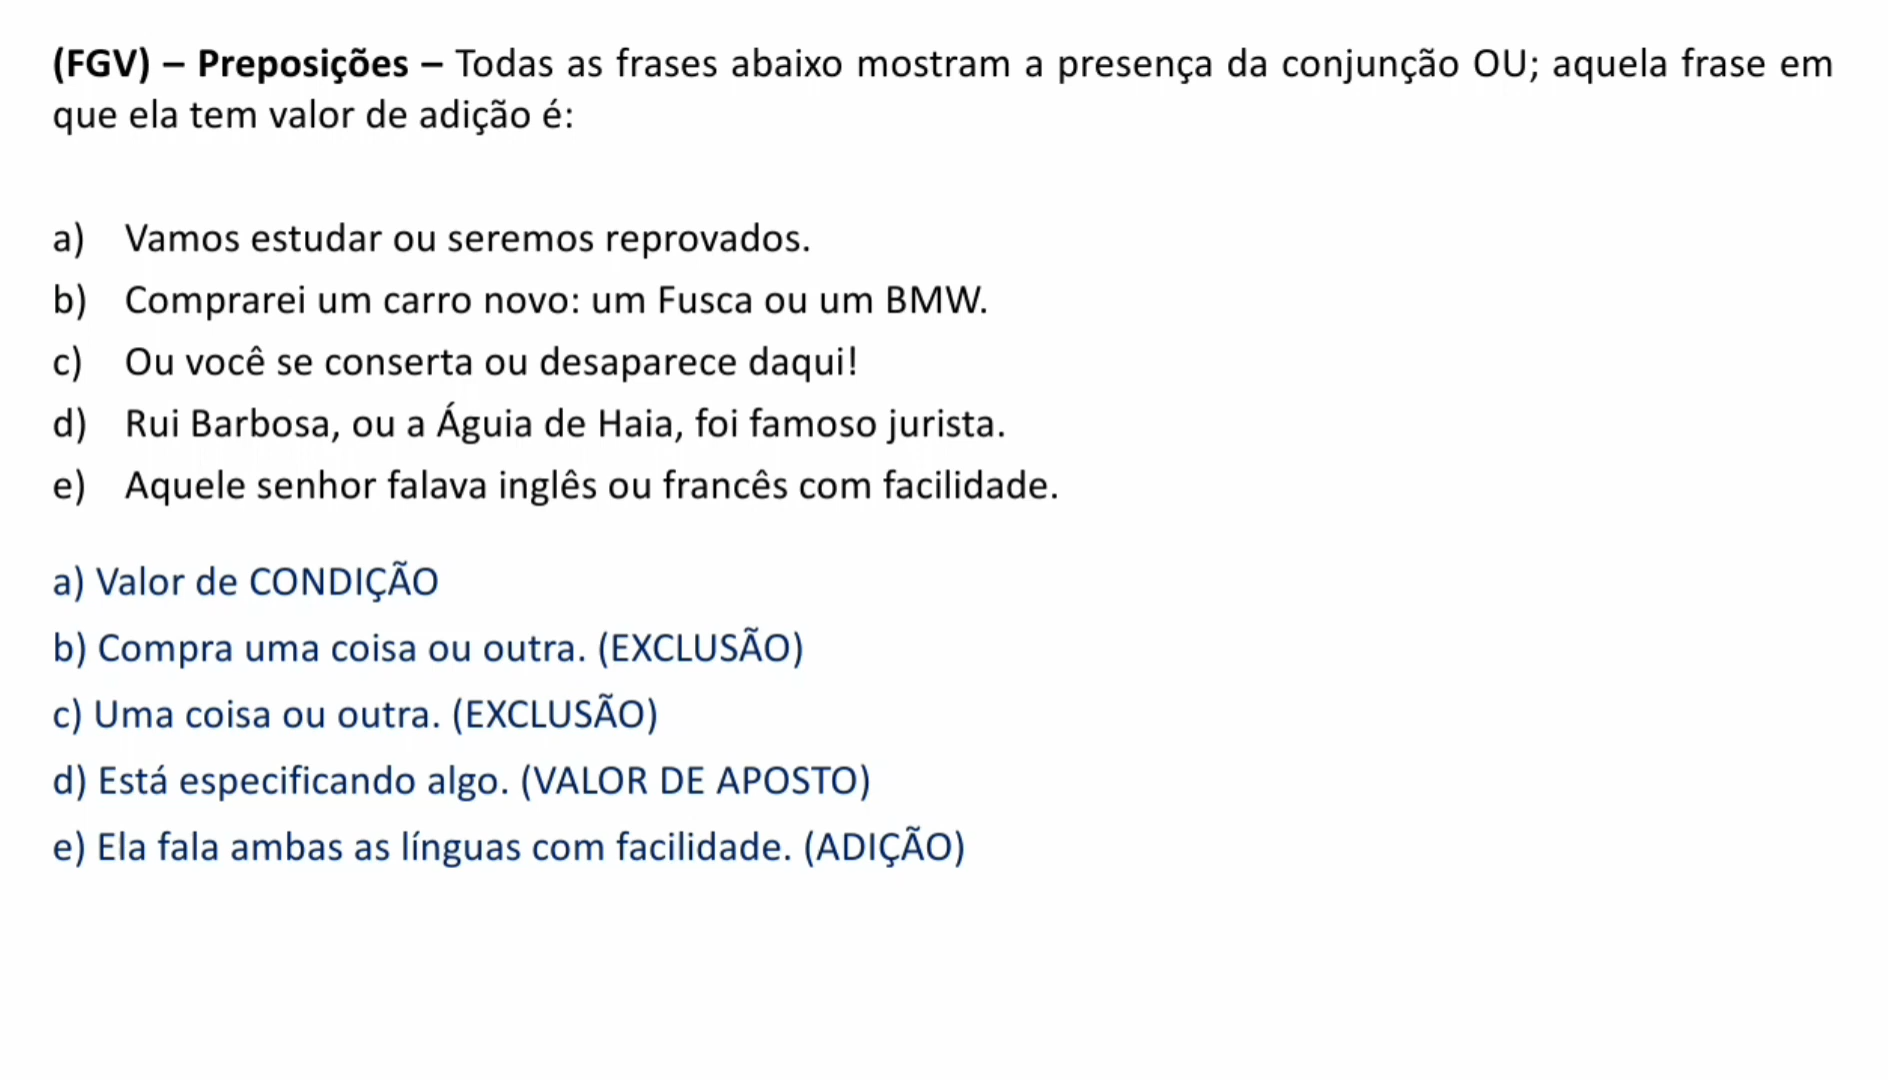 (FGV) – Preposições – Todas as frases abaixo mostram a presença da conjunção OU; aquela frase em
que ela tem valor de adição é:
a) Vamos estudar ou seremos reprovados.
b) Comprarei um carro novo: um Fusca ou um BMW.
c) Ou você se conserta ou desaparece daqui!
d) Rui Barbosa, ou a Águia de Haia, foi famoso jurista.
e) Aquele senhor falava inglês ou francês com facilidade.
a) Valor de CONDIÇÃO
b) Compra uma coisa ou outra. (EXCLUSÃO)
c) Uma coisa ou outra. (EXCLUSÃO)
d) Está especificando algo. (VALOR DE APOSTO)
e) Ela fala ambas as línguas com facilidade. (ADIÇÃO)